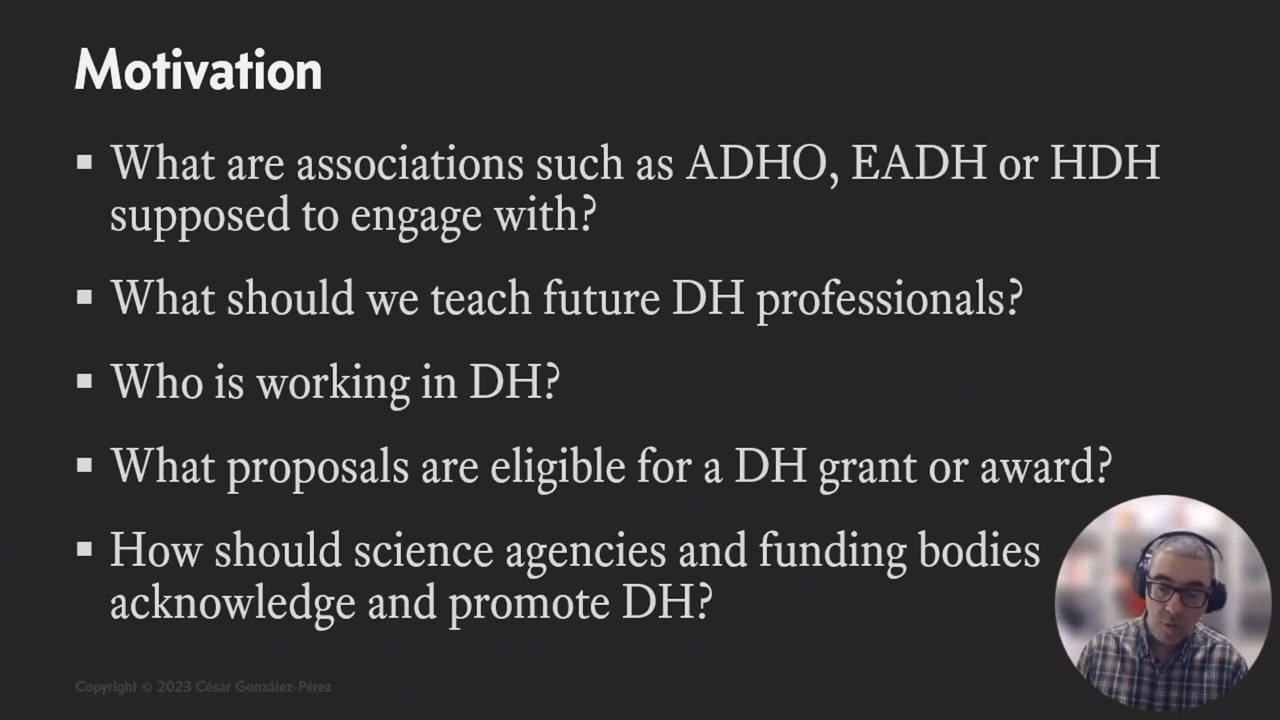 Motivation
▪ What are associations such as ADHO, EADH or HDH
supposed to engage with?
▪ What should we teach future DH professionals?
▪ Who is working in DH?
▪ What proposals are eligible for a DH grant or award?
▪ How should science agencies and funding bodies
acknowledge and promote DH?
Copyright © 2023 César González-Pérez